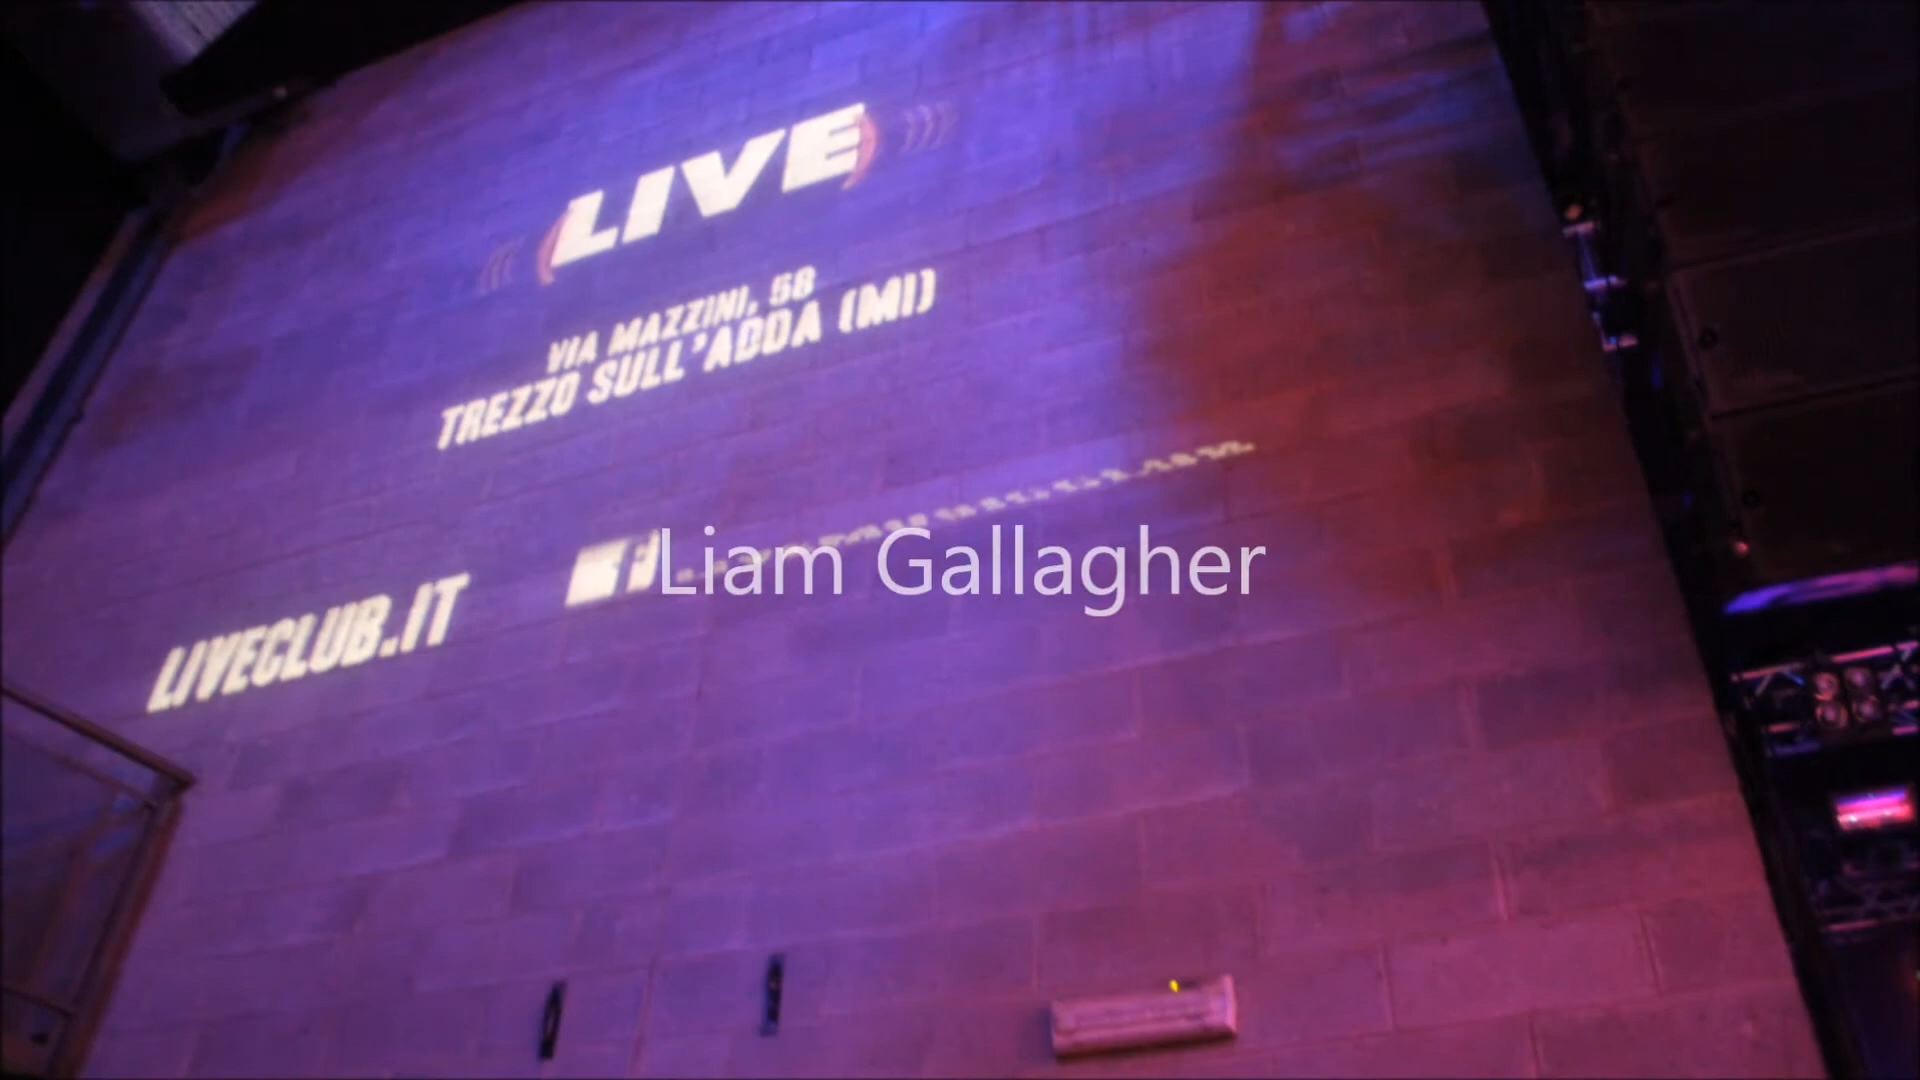 LIVE
VIA MAZZINI, 58
TREZZO SULL'ADDA (MI)
LIVECLUB.IT
Liam Gallagher